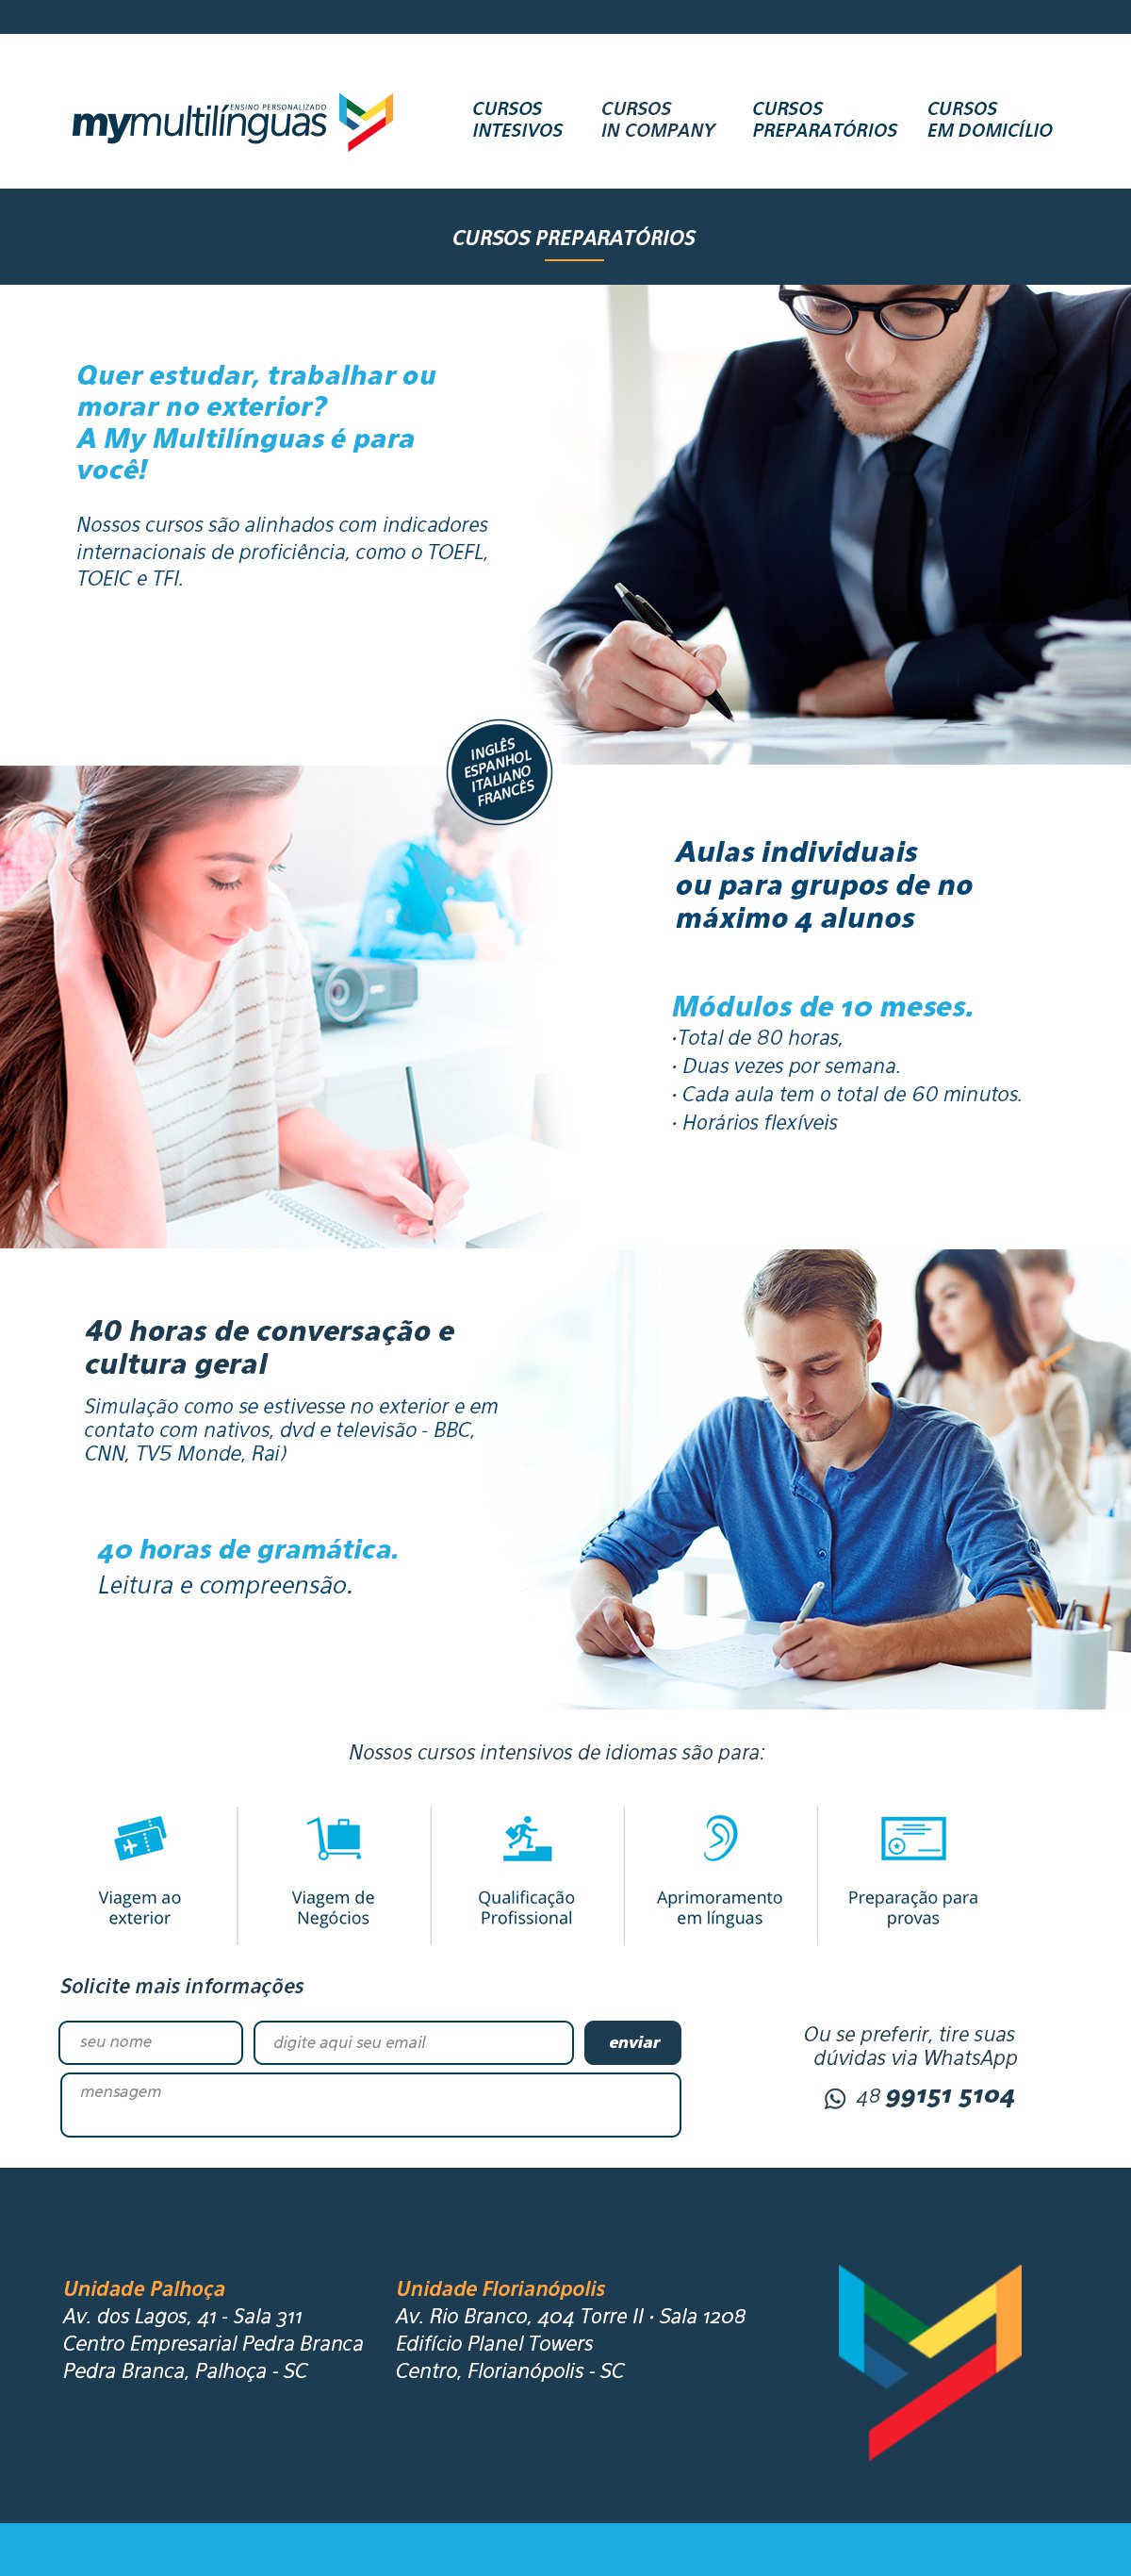 ENSINO PERSONALIZADO
mymultilínguas
CURSOS
INTESIVOS
CURSOS
IN COMPANY
CURSOS
PREPARATÓRIOS
CURSOS
EM DOMICÍLIO
CURSOS PREPARATÓRIOS
Quer estudar, trabalhar ou
morar no exterior?
A My Multilínguas é para
você!
Nossos cursos são alinhados com indicadores
internacionais de proficiência, como o TOEFL,
TOEIC e TFI.
INGLÊS
ESPANHOL
ITALIANO
FRANCÊS
Aulas individuais
ou para grupos de no
máximo 4 alunos
Módulos de 10 meses.
•Total de 80 horas,
• Duas vezes por semana.
• Cada aula tem o total de 60 minutos.
• Horários flexíveis
40 horas de conversação e
cultura geral
Simulação como se estivesse no exterior e em
contato com nativos, dvd e televisão - BBC,
CNN, TV5 Monde, Rai)
40 horas de gramática.
Leitura e compreensão.
Nossos cursos intensivos de idiomas são para:
Viagem ao
exterior
Viagem de
Negócios
Qualificação
Profissional
Aprimoramento
em línguas
Preparação para
provas
Solicite mais informações
seu nome
digite aqui seu email
enviar
mensagem
Ou se preferir, tire suas
dúvidas via WhatsApp
48 99151 5104
Unidade Palhoça
Av. dos Lagos, 41 - Sala 311
Centro Empresarial Pedra Branca
Pedra Branca, Palhoça - SC
Unidade Florianópolis
Av. Rio Branco, 404 Torre II • Sala 1208
Edifício Planel Towers
Centro, Florianópolis - SC